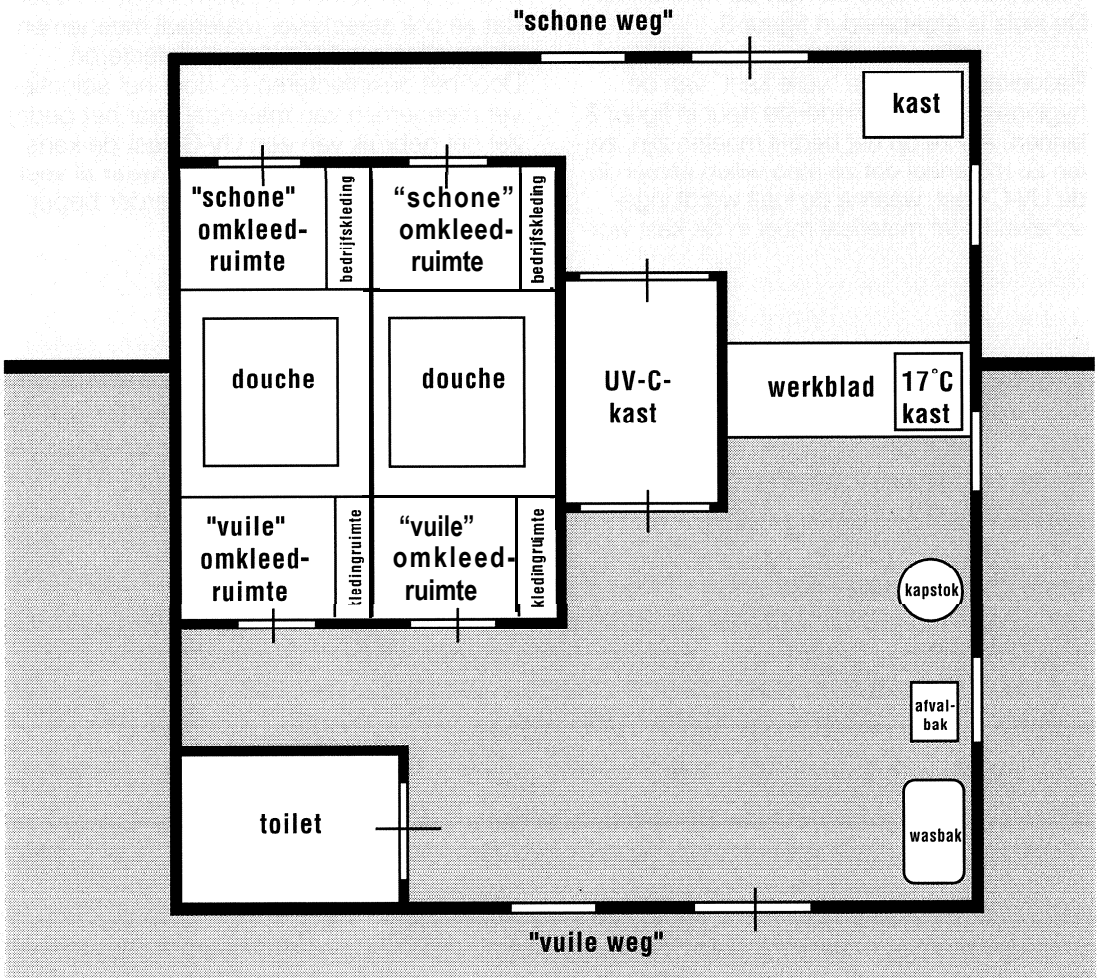 "schone weg"
kast
"schone"
omkleed-
ruimte
bedrijfskleding
“schone”
omkleed-
ruimte
bedrijfskleding
douche
douche
UV-C-
kast
werkblad
17°C
kast
"vuile"
omkleed-
ruimte
kledingruimte
“vuile”
omkleed-
ruimte
kledingruimte
kapstok
afval-
bak
toilet
wasbak
"vuile weg"